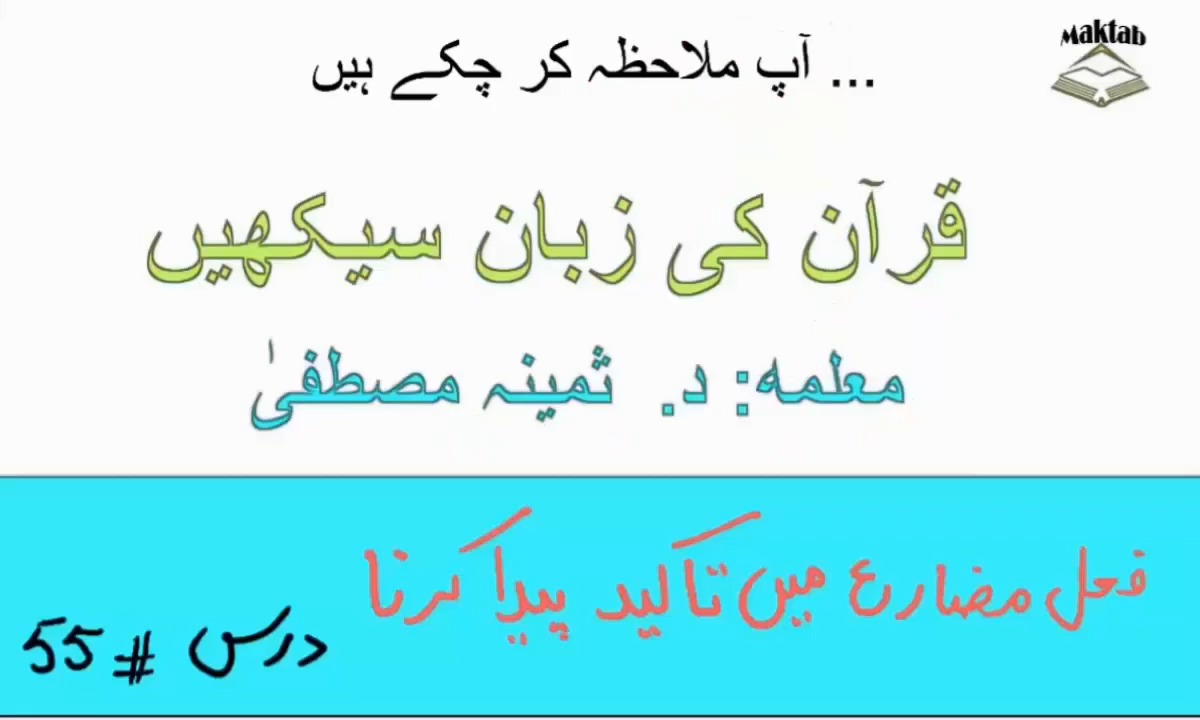 Maktab
آپ ملاحظہ کر چکے ہیں ...
قرآن کی زبان سیکھیں
معلمه: د. ثمینہ مصطفیٰ
فعل مضارع میں تاکید پیدا کرنا
درس # 55